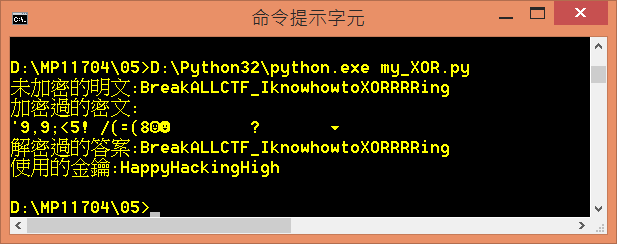 命令提示字元
D:\MP11704\05>D:\Python32\python.exe my_XOR.py
未加密的明文:BreakALLCTF_IknowhowtoXORRRRing
加密過的密文:
'9,9;<5! /(=(8
?
解密過的答案:BreakALLCTF_IknowhowtoXORRRRing
使用的金鑰:HappyHackingHigh
D:\MP11704\05>